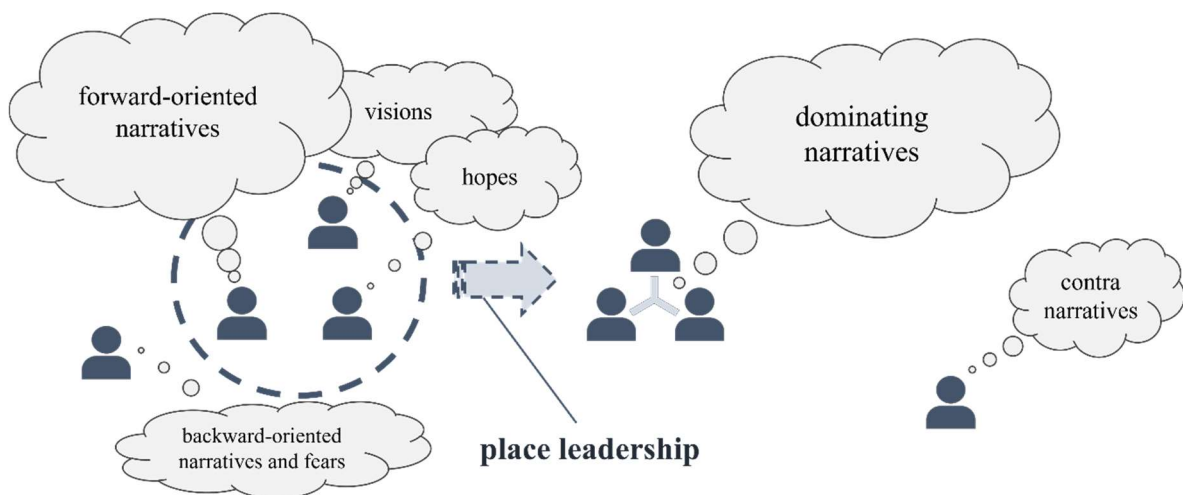 forward-oriented
narratives
visions
hopes
backward-oriented
narratives and fears
place leadership
dominating
narratives
contra
narratives